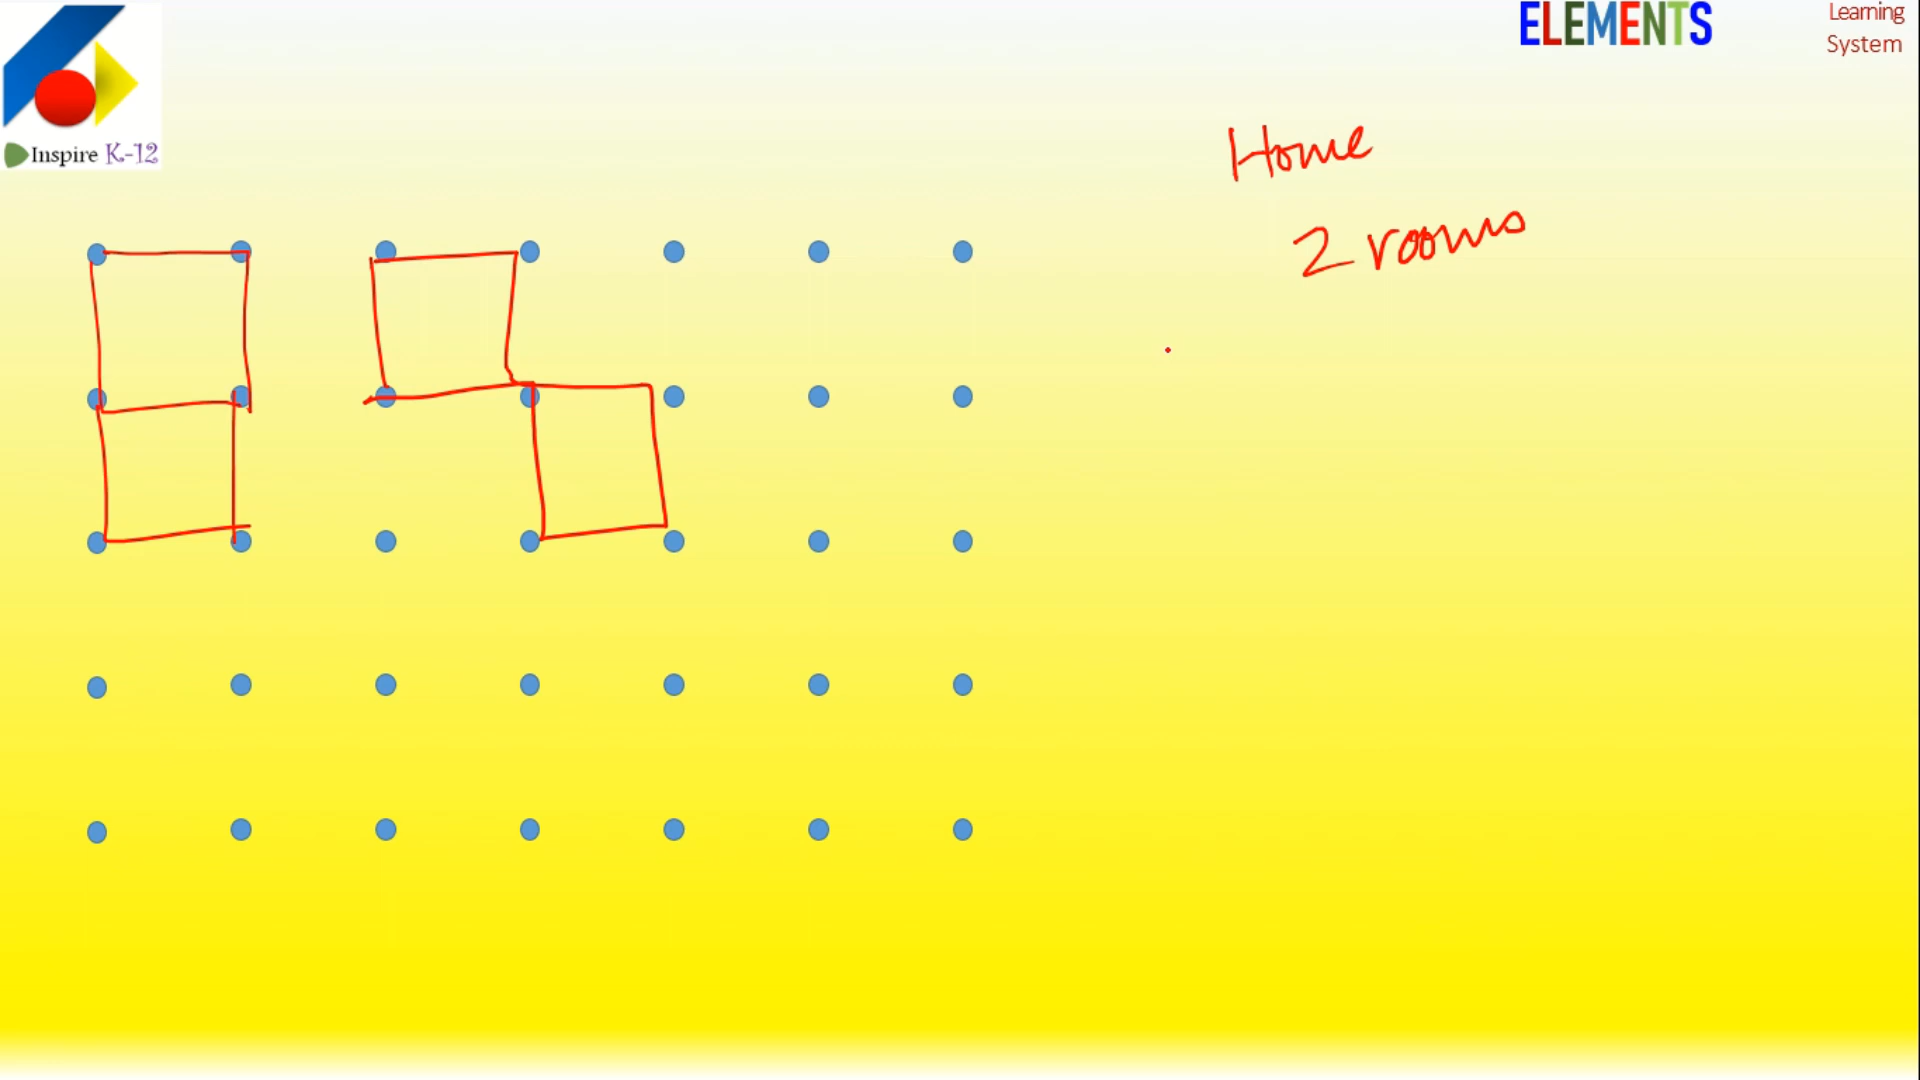 ELEMENTS
Learning
System
Inspire K-12
Home
2 rooms